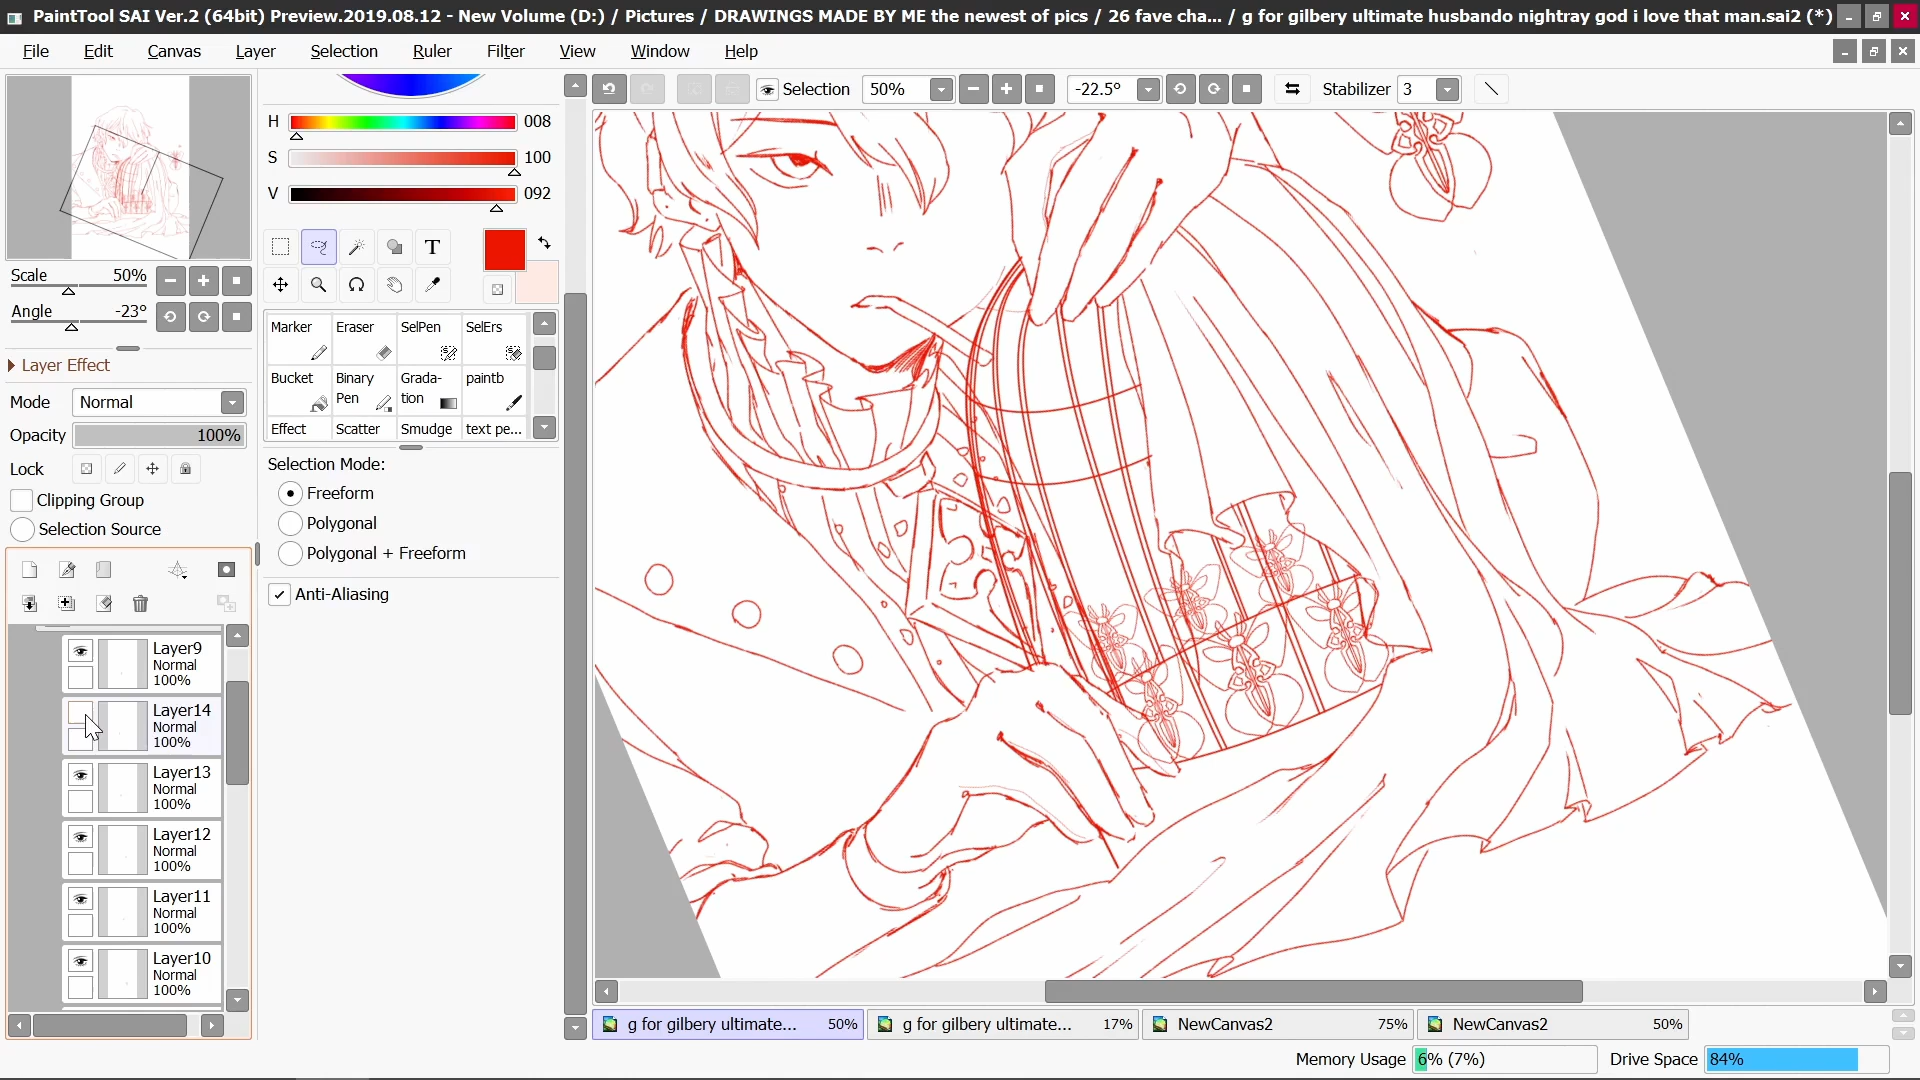 PaintTool SAI Ver.2 (64bit) Preview.2019.08.12 - New Volume (D:) / Pictures / DRAWINGS MADE BY ME the newest of pics / 26 fave cha... / g for gilbery ultimate husbando nightray god i love that man.sai2 (*)
File Edit Canvas Layer Selection Ruler Filter View Window Help
Selection 50% -22.5° Stabilizer 3
H 008
S 100
V 092
Scale 50%
Angle -23°
T
Marker Eraser SelPen SelErs
Bucket Binary Pen Grada-tion paintb
Effect Scatter Smudge text pe...
Layer Effect
Mode Normal
Opacity 100%
Lock
Clipping Group
Selection Source
Selection Mode:
Freeform
Polygonal
Polygonal + Freeform
Anti-Aliasing
Layer9
Normal
100%
Layer14
Normal
100%
Layer13
Normal
100%
Layer12
Normal
100%
Layer11
Normal
100%
Layer10
Normal
100%
g for gilbery ultimate... 50%
g for gilbery ultimate... 17%
NewCanvas2 75%
NewCanvas2 50%
Memory Usage 6% (7%)
Drive Space 84%